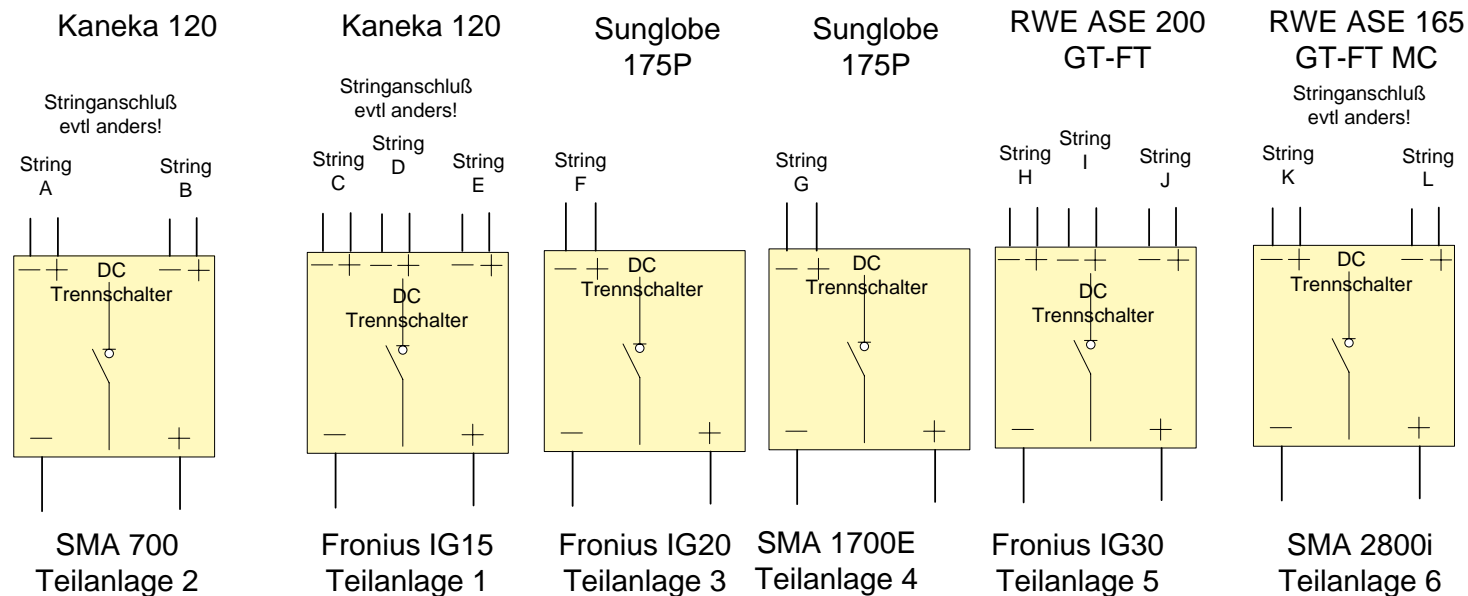 Kaneka 120
Stringanschluß
evtl anders!
String
A
String
B
DC
Trennschalter
SMA 700
Teilanlage 2
Kaneka 120
Stringanschluß
evtl anders!
String
C
String
D
String
E
DC
Trennschalter
Fronius IG15
Teilanlage 1
Sunglobe
175P
String
F
DC
Trennschalter
Fronius IG20
Teilanlage 3
Sunglobe
175P
String
G
DC
Trennschalter
SMA 1700E
Teilanlage 4
RWE ASE 200
GT-FT
String
H
String
I
String
J
DC
Trennschalter
Fronius IG30
Teilanlage 5
RWE ASE 165
GT-FT MC
Stringanschluß
evtl anders!
String
K
String
L
DC
Trennschalter
SMA 2800i
Teilanlage 6